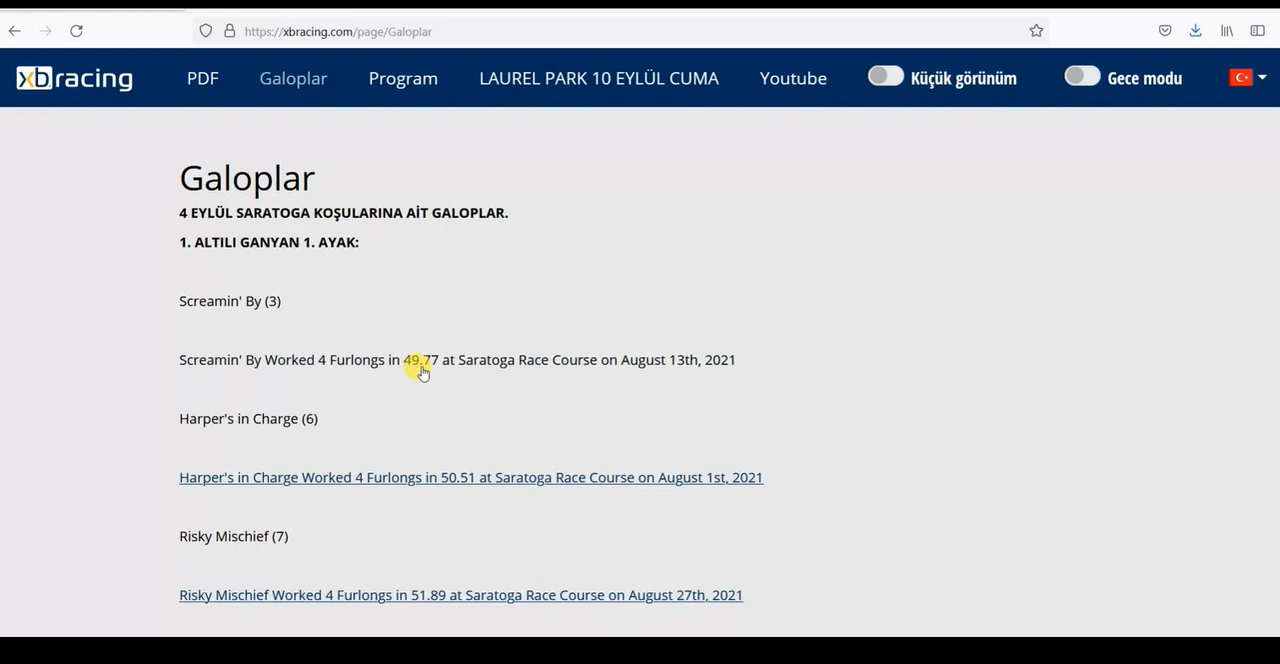 https://xbracing.com/page/Galoplar
xbracing PDF Galoplar Program LAUREL PARK 10 EYLÜL CUMA Youtube Küçük görünüm Gece modu
Galoplar
4 EYLÜL SARATOGA KOŞULARINA AİT GALOPLAR.
1. ALTILI GANYAN 1. AYAK:
Screamin' By (3)
Screamin' By Worked 4 Furlongs in 49.77 at Saratoga Race Course on August 13th, 2021
Harper's in Charge (6)
Harper's in Charge Worked 4 Furlongs in 50.51 at Saratoga Race Course on August 1st, 2021
Risky Mischief (7)
Risky Mischief Worked 4 Furlongs in 51.89 at Saratoga Race Course on August 27th, 2021